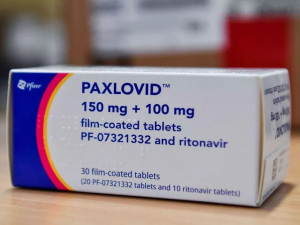 Pfizer
PAXLOVID™
150 mg + 100 mg
film-coated tablets
PF-07321332 and ritonavir
30 film-coated tablets
(20 PF-07321332 tablets and 10 ritonavir tablets)